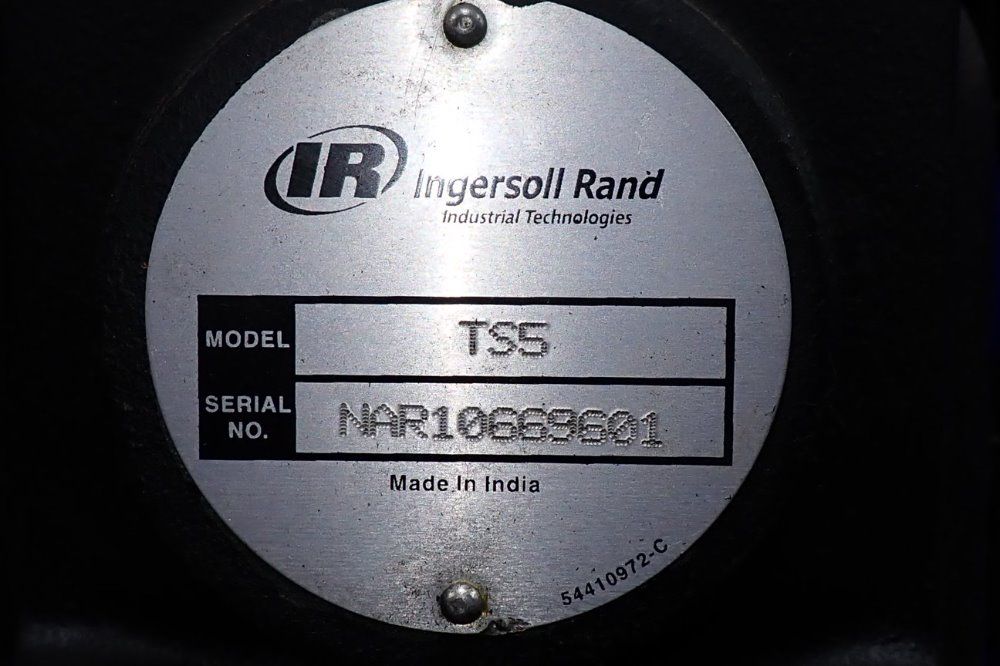 IR Ingersoll Rand
Industrial Technologies
MODEL TS5
SERIAL NO. NAR10669601
Made In India
54410972-C